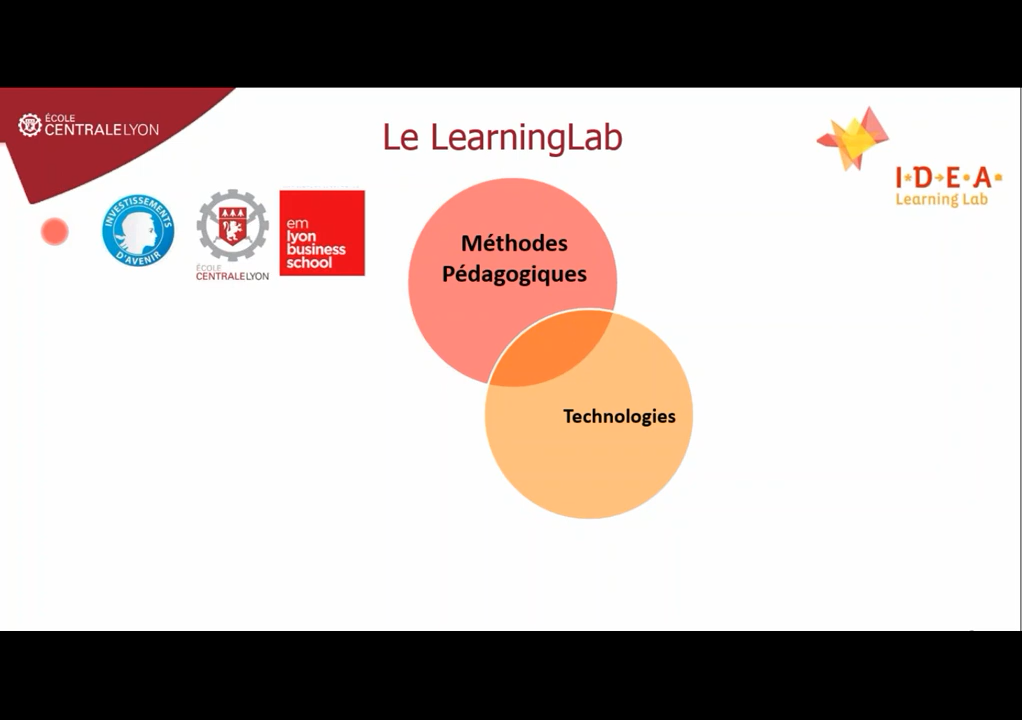 ÉCOLE
CENTRALELYON
Le LearningLab
I•D•E•A•
Learning Lab
INVESTISSEMENTS
D'AVENIR
ÉCOLE
CENTRALELYON
em
lyon
business
school
Méthodes
Pédagogiques
Technologies